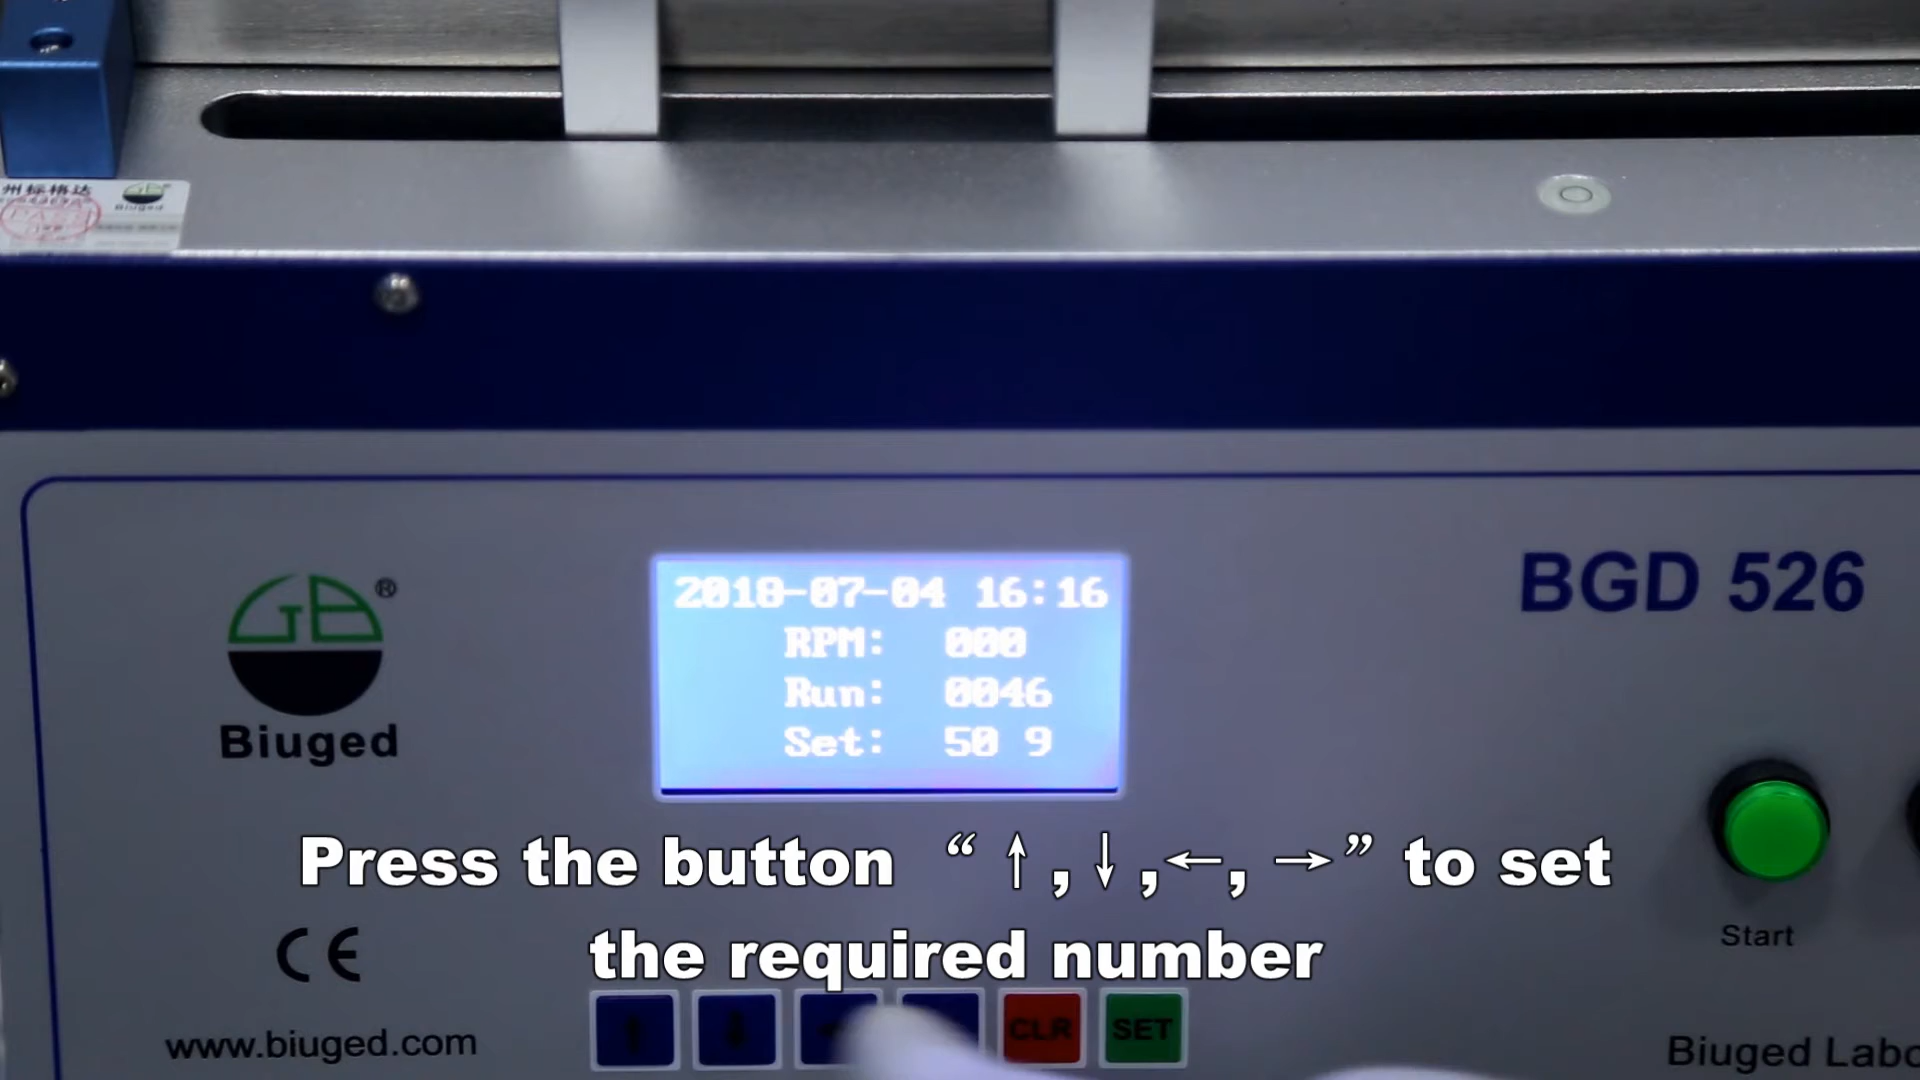 州标格达
Biuged
2018-07-04 16:16
RPM: 000
Run: 0046
Set: 50 9
BGD 526
GB®
Biuged
Press the button “↑,↓,←,→” to set
the required number
Start
CE
CLR
SET
www.biuged.com
Biuged Labo